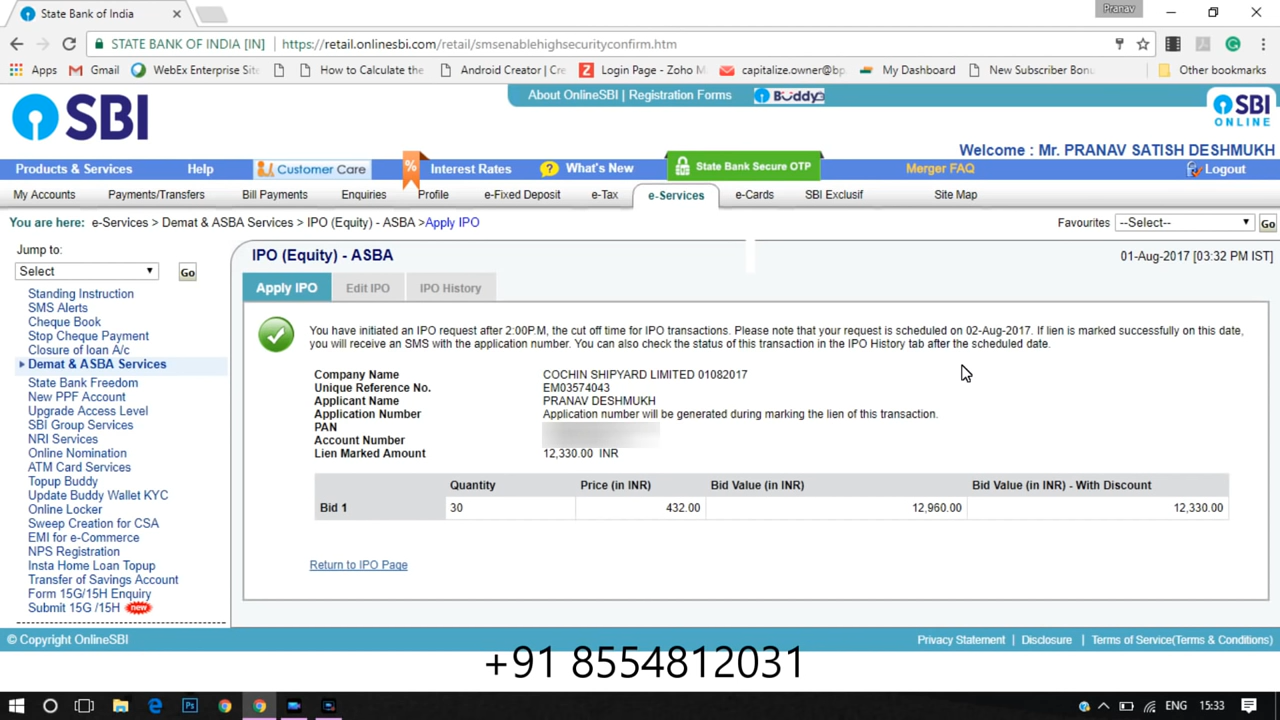 State Bank of India
Pranav
STATE BANK OF INDIA [IN] https://retail.onlinesbi.com/retail/smsenablehighsecurityconfirm.htm
Apps Gmail WebEx Enterprise Sit How to Calculate the Android Creator | Cre Login Page - Zoho M capitalize.owner@bp My Dashboard New Subscriber Bonu Other bookmarks
About OnlineSBI | Registration Forms Buddy
SBI
SBI
ONLINE
Welcome : Mr. PRANAV SATISH DESHMUKH
Products & Services Help Customer Care % Interest Rates What's New State Bank Secure OTP Merger FAQ Logout
My Accounts Payments/Transfers Bill Payments Enquiries Profile e-Fixed Deposit e-Tax e-Services e-Cards SBI Exclusif Site Map
You are here: e-Services > Demat & ASBA Services > IPO (Equity) - ASBA>Apply IPO Favourites --Select-- Go
Jump to:
Select Go
Standing Instruction
SMS Alerts
Cheque Book
Stop Cheque Payment
Closure of loan A/c
Demat & ASBA Services
State Bank Freedom
New PPF Account
Upgrade Access Level
SBI Group Services
NRI Services
Online Nomination
ATM Card Services
Topup Buddy
Update Buddy Wallet KYC
Online Locker
Sweep Creation for CSA
EMI for e-Commerce
NPS Registration
Insta Home Loan Topup
Transfer of Savings Account
Form 15G/15H Enquiry
Submit 15G /15H new
IPO (Equity) - ASBA 01-Aug-2017 [03:32 PM IST]
Apply IPO Edit IPO IPO History
You have initiated an IPO request after 2:00P.M, the cut off time for IPO transactions. Please note that your request is scheduled on 02-Aug-2017. If lien is marked successfully on this date,
you will receive an SMS with the application number. You can also check the status of this transaction in the IPO History tab after the scheduled date.
Company Name COCHIN SHIPYARD LIMITED 01082017
Unique Reference No. EM03574043
Applicant Name PRANAV DESHMUKH
Application Number Application number will be generated during marking the lien of this transaction.
PAN
Account Number
Lien Marked Amount 12,330.00 INR
Quantity Price (in INR) Bid Value (in INR) Bid Value (in INR) - With Discount
Bid 1 30 432.00 12,960.00 12,330.00
Return to IPO Page
© Copyright OnlineSBI Privacy Statement | Disclosure | Terms of Service(Terms & Conditions)
+91 8554812031
ENG 15:33